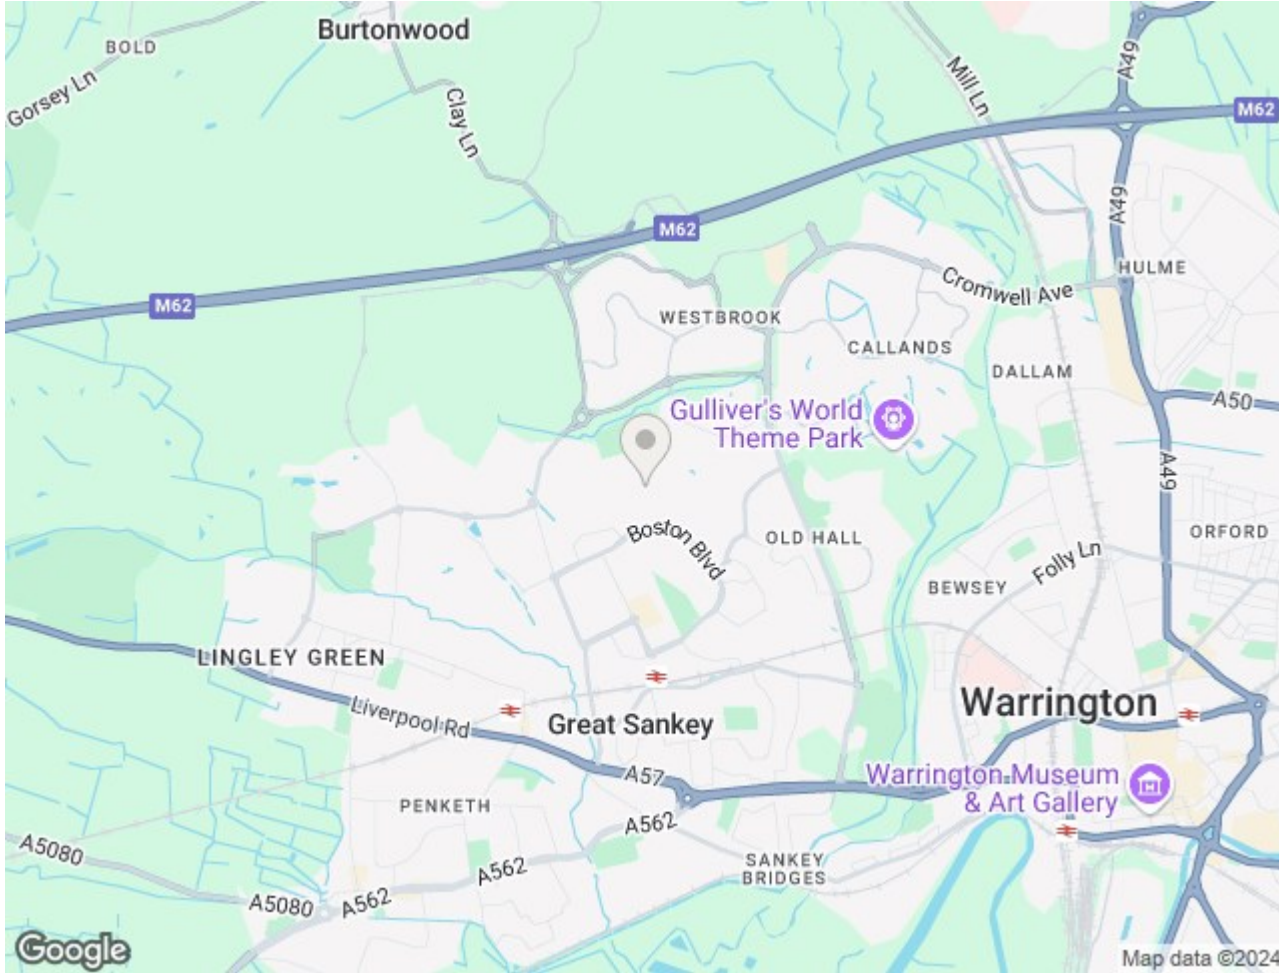 Burtonwood
BOLD
Gorsey Ln
Clay Ln
Mill Ln
A49
M62
A49
M62
HULME
Cromwell Ave
M62
WESTBROOK
CALLANDS
DALLAM
A50
Gulliver's World
Theme Park
A49
Boston Blvd
OLD HALL
ORFORD
Folly Ln
BEWSEY
LINGLEY GREEN
Liverpool Rd
Great Sankey
Warrington
A57
Warrington Museum
& Art Gallery
PENKETH
A562
A5080
SANKEY
BRIDGES
A562
A5080
A562
Google
Map data ©2024